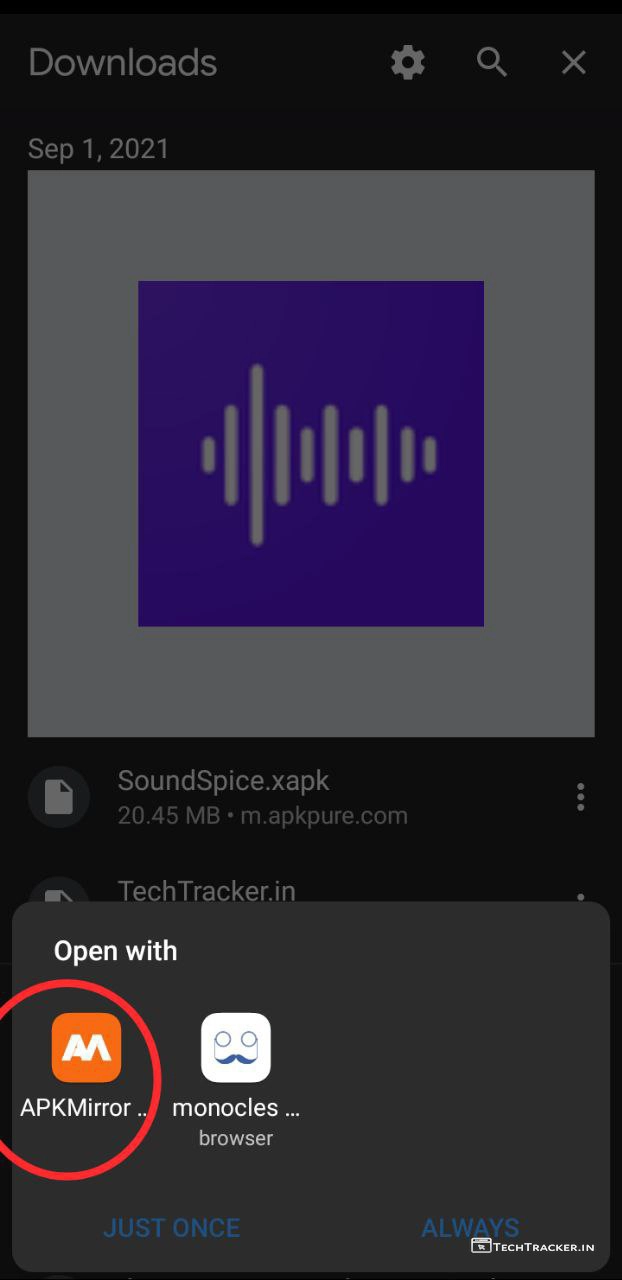 Downloads
Sep 1, 2021
SoundSpice.xapk
20.45 MB • m.apkpure.com
TechTracker.in
Open with
APKMirror ..
monocles ...
browser
JUST ONCE
ALWAYS
TECHTRACKER.IN